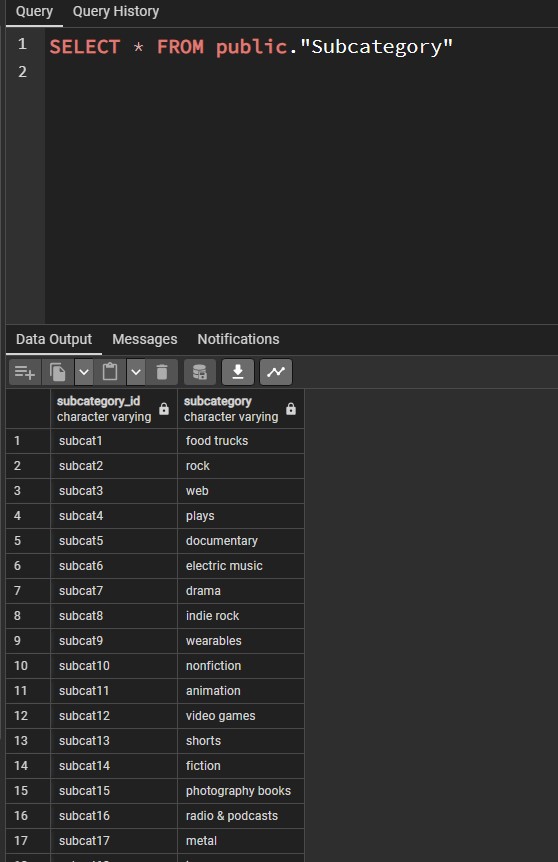 Query Query History
1 SELECT * FROM public."Subcategory"
2
Data Output Messages Notifications
subcategory_id subcategory
character varying character varying
1 subcat1 food trucks
2 subcat2 rock
3 subcat3 web
4 subcat4 plays
5 subcat5 documentary
6 subcat6 electric music
7 subcat7 drama
8 subcat8 indie rock
9 subcat9 wearables
10 subcat10 nonfiction
11 subcat11 animation
12 subcat12 video games
13 subcat13 shorts
14 subcat14 fiction
15 subcat15 photography books
16 subcat16 radio & podcasts
17 subcat17 metal